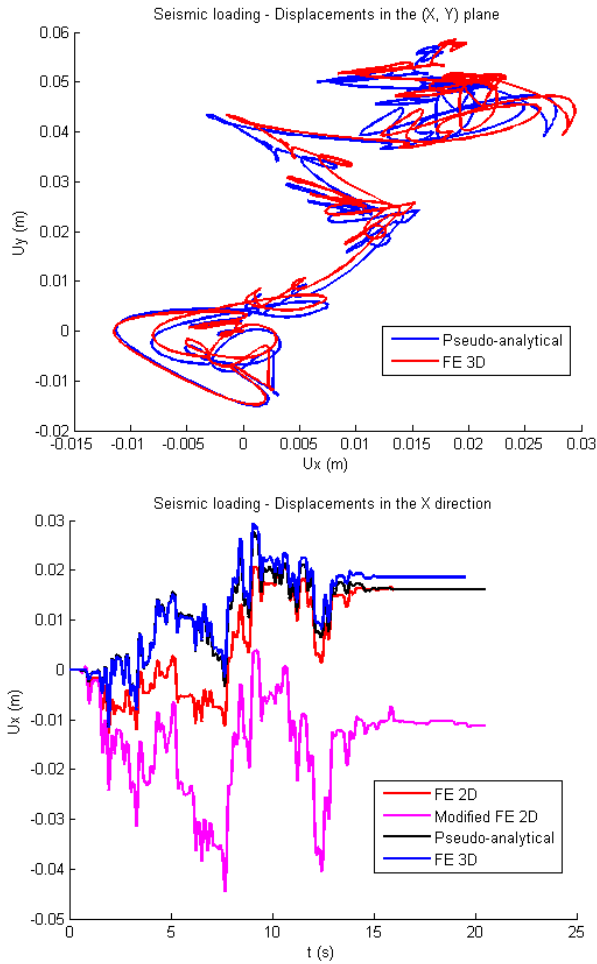 Seismic loading - Displacements in the (X, Y) plane
0.06
0.05
0.04
0.03
0.02
0.01
0
-0.01
-0.02
Uy (m)
Pseudo-analytical
FE 3D
-0.015 -0.01 -0.005 0 0.005 0.01 0.015 0.02 0.025 0.03
Ux (m)
Seismic loading - Displacements in the X direction
0.03
0.02
0.01
0
-0.01
-0.02
-0.03
-0.04
-0.05
Ux (m)
FE 2D
Modified FE 2D
Pseudo-analytical
FE 3D
0 5 10 15 20 25
t (s)